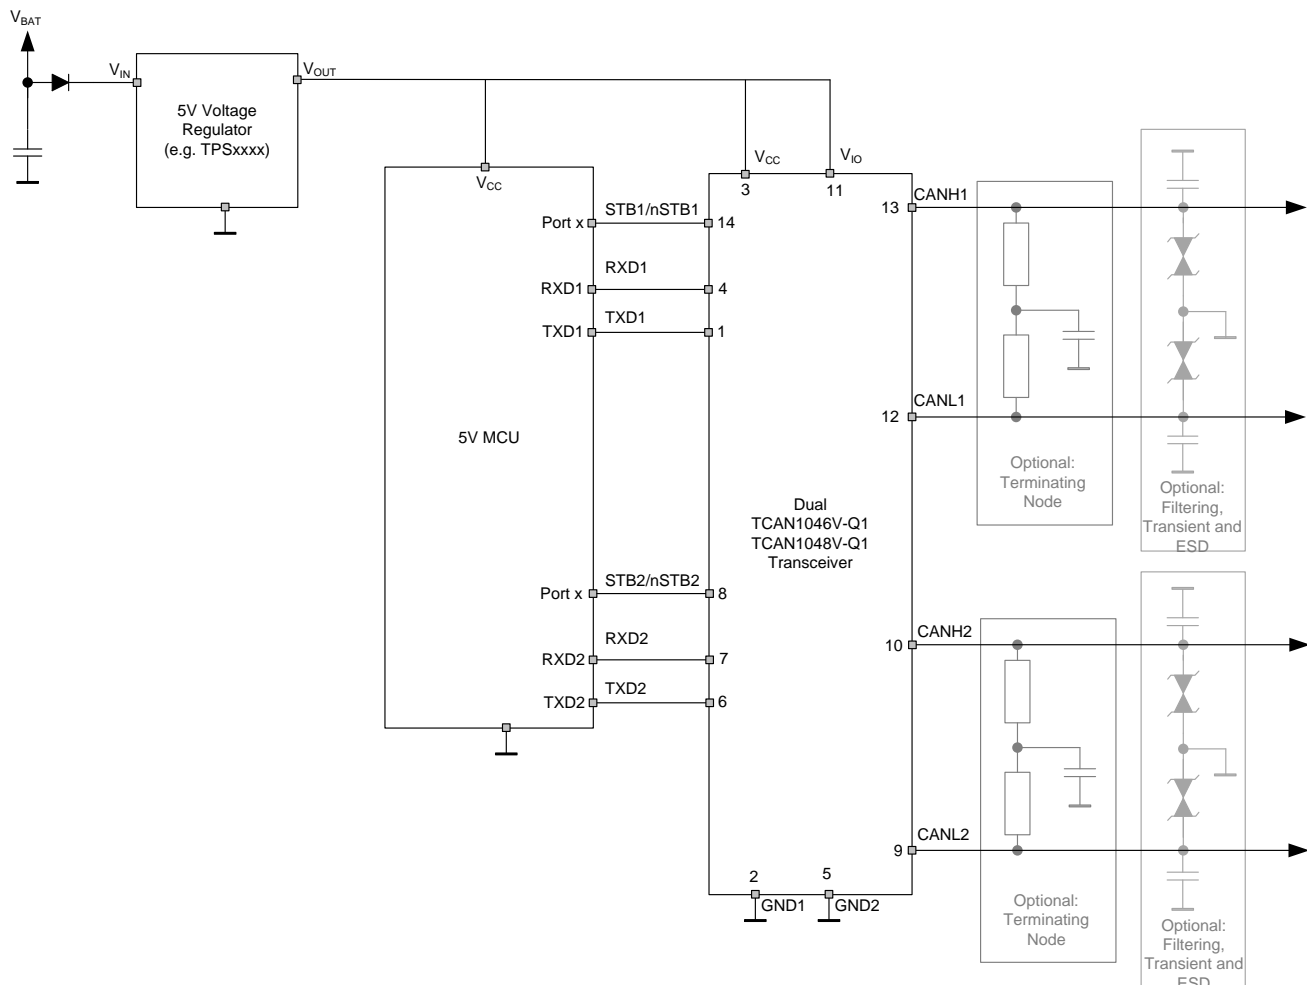 VBAT
VIN
VOUT
5V Voltage
Regulator
(e.g. TPSxxxx)
VCC
Port x
RXD1
TXD1
5V MCU
Port x
RXD2
TXD2
STB1/nSTB1
RXD1
TXD1
STB2/nSTB2
RXD2
TXD2
VCC
3
VIO
11
14
4
1
8
7
6
Dual
TCAN1046V-Q1
TCAN1048V-Q1
Transceiver
13
12
10
9
2
GND1
5
GND2
CANH1
CANL1
Optional:
Terminating
Node
Optional:
Filtering,
Transient and
ESD
CANH2
CANL2
Optional:
Terminating
Node
Optional:
Filtering,
Transient and
ESD